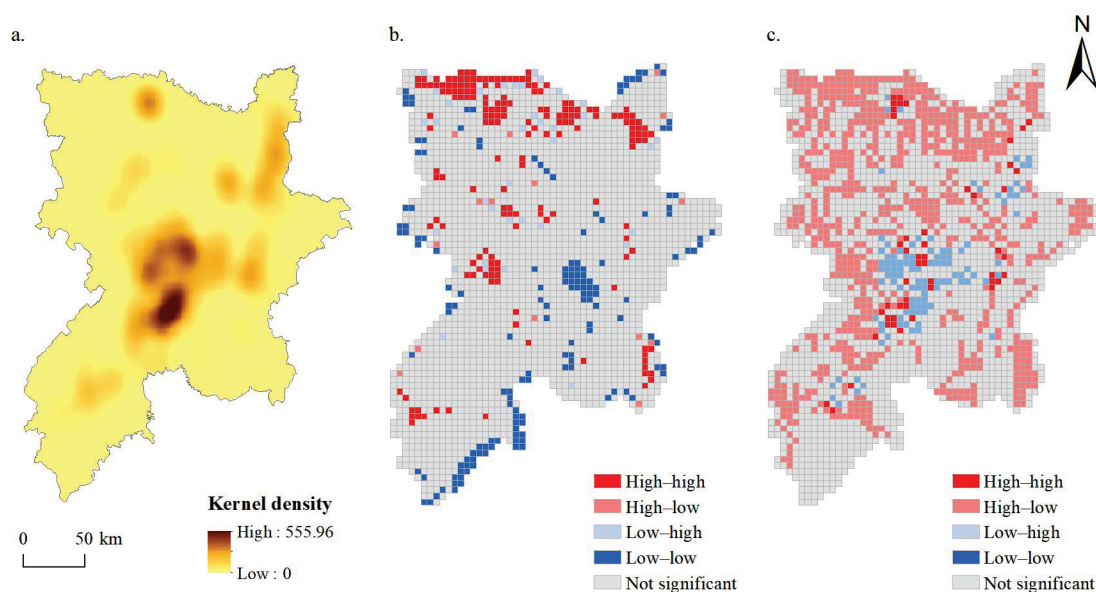 a.
b.
c.
N
Kernel density
High : 555.96
Low : 0
0 50 km
High–high
High–low
Low–high
Low–low
Not significant
High–high
High–low
Low–high
Low–low
Not significant